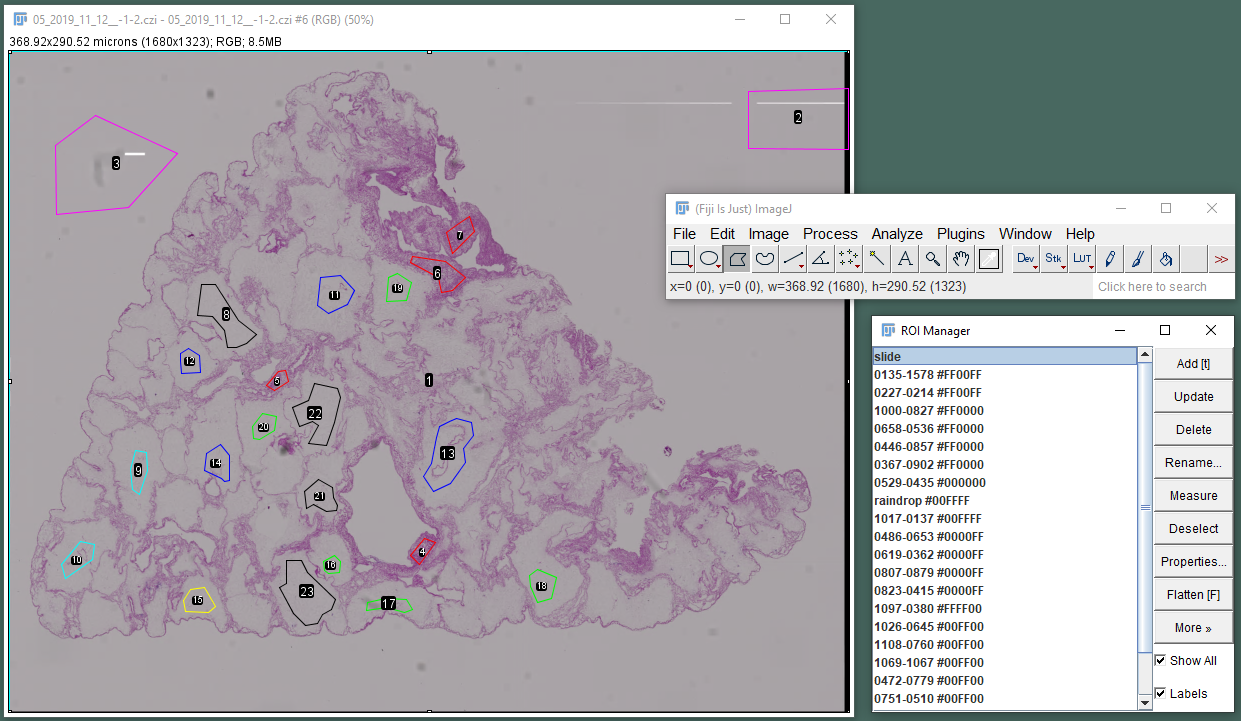 05_2019_11_12__-1-2.czi - 05_2019_11_12__-1-2.czi #6 (RGB) (50%)
368.92x290.52 microns (1680x1323); RGB; 8.5MB
2
3
7
6
11
19
8
12
5
1
22
20
13
14
9
21
4
10
16
18
23
15
17
(Fiji Is Just) ImageJ
File Edit Image Process Analyze Plugins Window Help
A Dev Stk LUT >>
x=0 (0), y=0 (0), w=368.92 (1680), h=290.52 (1323)
Click here to search
ROI Manager
slide
0135-1578 #FF00FF
0227-0214 #FF00FF
1000-0827 #FF0000
0658-0536 #FF0000
0446-0857 #FF0000
0367-0902 #FF0000
0529-0435 #000000
raindrop #00FFFF
1017-0137 #00FFFF
0486-0653 #0000FF
0619-0362 #0000FF
0807-0879 #0000FF
0823-0415 #0000FF
1097-0380 #FFFF00
1026-0645 #00FF00
1108-0760 #00FF00
1069-1067 #00FF00
0472-0779 #00FF00
0751-0510 #00FF00
Add [t]
Update
Delete
Rename...
Measure
Deselect
Properties...
Flatten [F]
More »
Show All
Labels